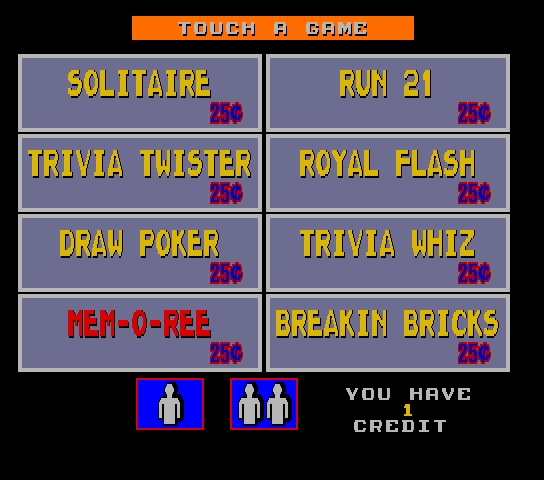 TOUCH A GAME
SOLITAIRE
25¢
RUN 21
25¢
TRIVIA TWISTER
25¢
ROYAL FLASH
25¢
DRAW POKER
25¢
TRIVIA WHIZ
25¢
MEM-O-REE
25¢
BREAKIN BRICKS
25¢
YOU HAVE
1
CREDIT